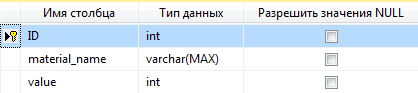 Имя столбца Тип данных Разрешить значения NULL
ID int
material_name varchar(MAX)
value int